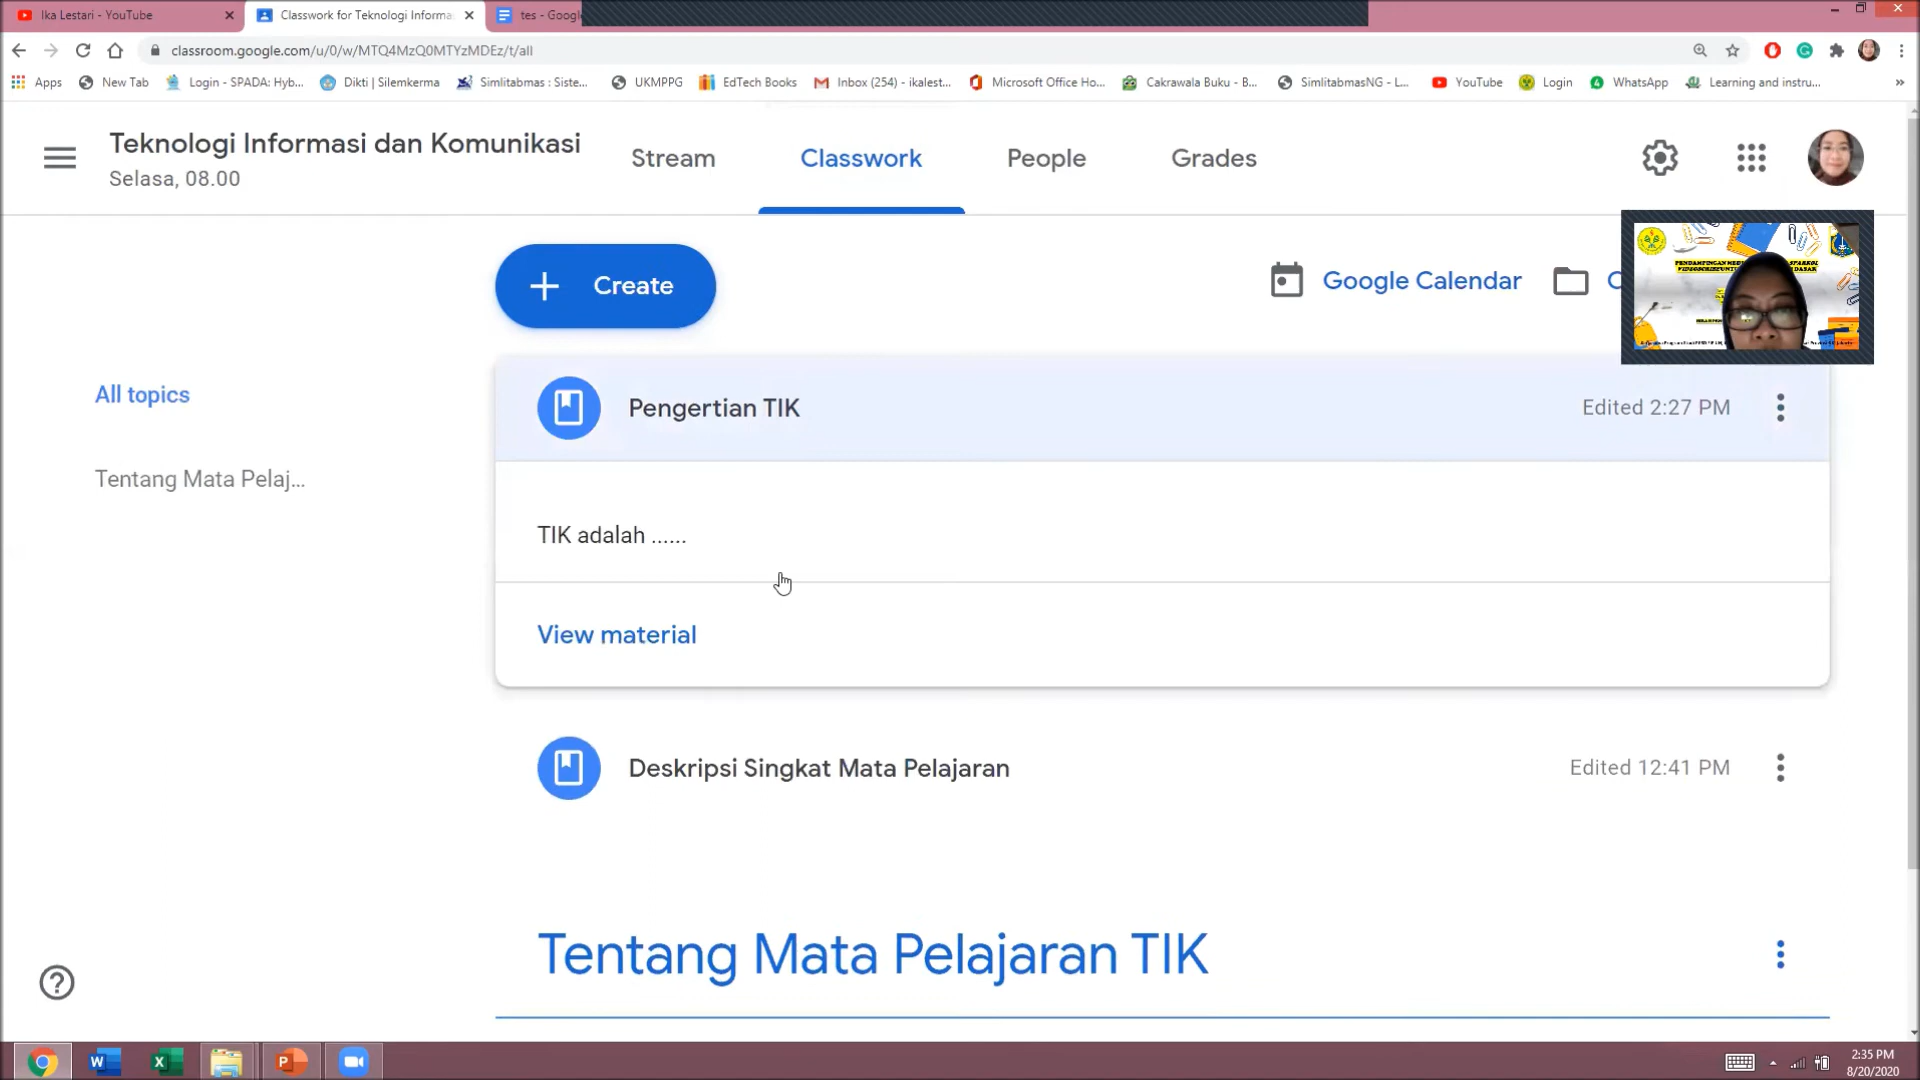 Ika Lestari - YouTube
Classwork for Teknologi Informa
tes - Googl
classroom.google.com/u/0/w/MTQ4MzQ0MTYzMDEz/t/all
Apps
New Tab
Login - SPADA: Hyb...
Dikti | Silemkerma
Simlitabmas : Siste...
UKMPPG
EdTech Books
Inbox (254) - ikalest...
Microsoft Office Ho...
Cakrawala Buku - B...
SimlitabmasNG - L...
YouTube
Login
WhatsApp
Learning and instru...
»
Teknologi Informasi dan Komunikasi
Selasa, 08.00
Stream
Classwork
People
Grades
Create
Google Calendar
All topics
Tentang Mata Pelaj...
Pengertian TIK
Edited 2:27 PM
TIK adalah ......
View material
Deskripsi Singkat Mata Pelajaran
Edited 12:41 PM
Tentang Mata Pelajaran TIK
2:35 PM
8/20/2020